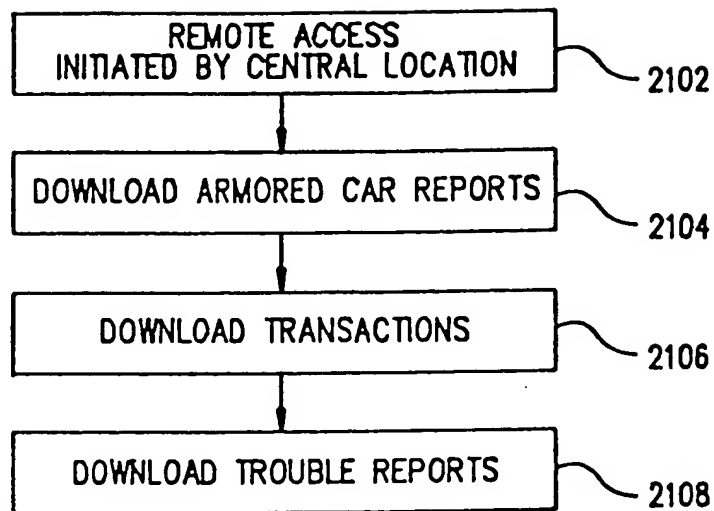 REMOTE ACCESS
INITIATED BY CENTRAL LOCATION
2102
DOWNLOAD ARMORED CAR REPORTS
2104
DOWNLOAD TRANSACTIONS
2106
DOWNLOAD TROUBLE REPORTS
2108